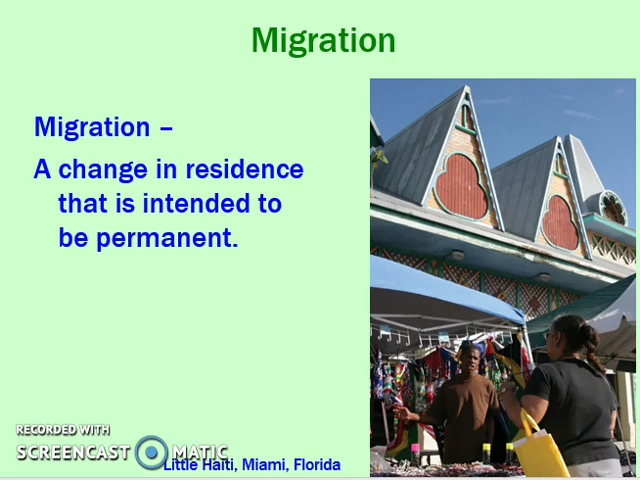 Migration
Migration –
A change in residence
that is intended to
be permanent.
RECORDED WITH
SCREENCAST MATIC
Little Haiti, Miami, Florida